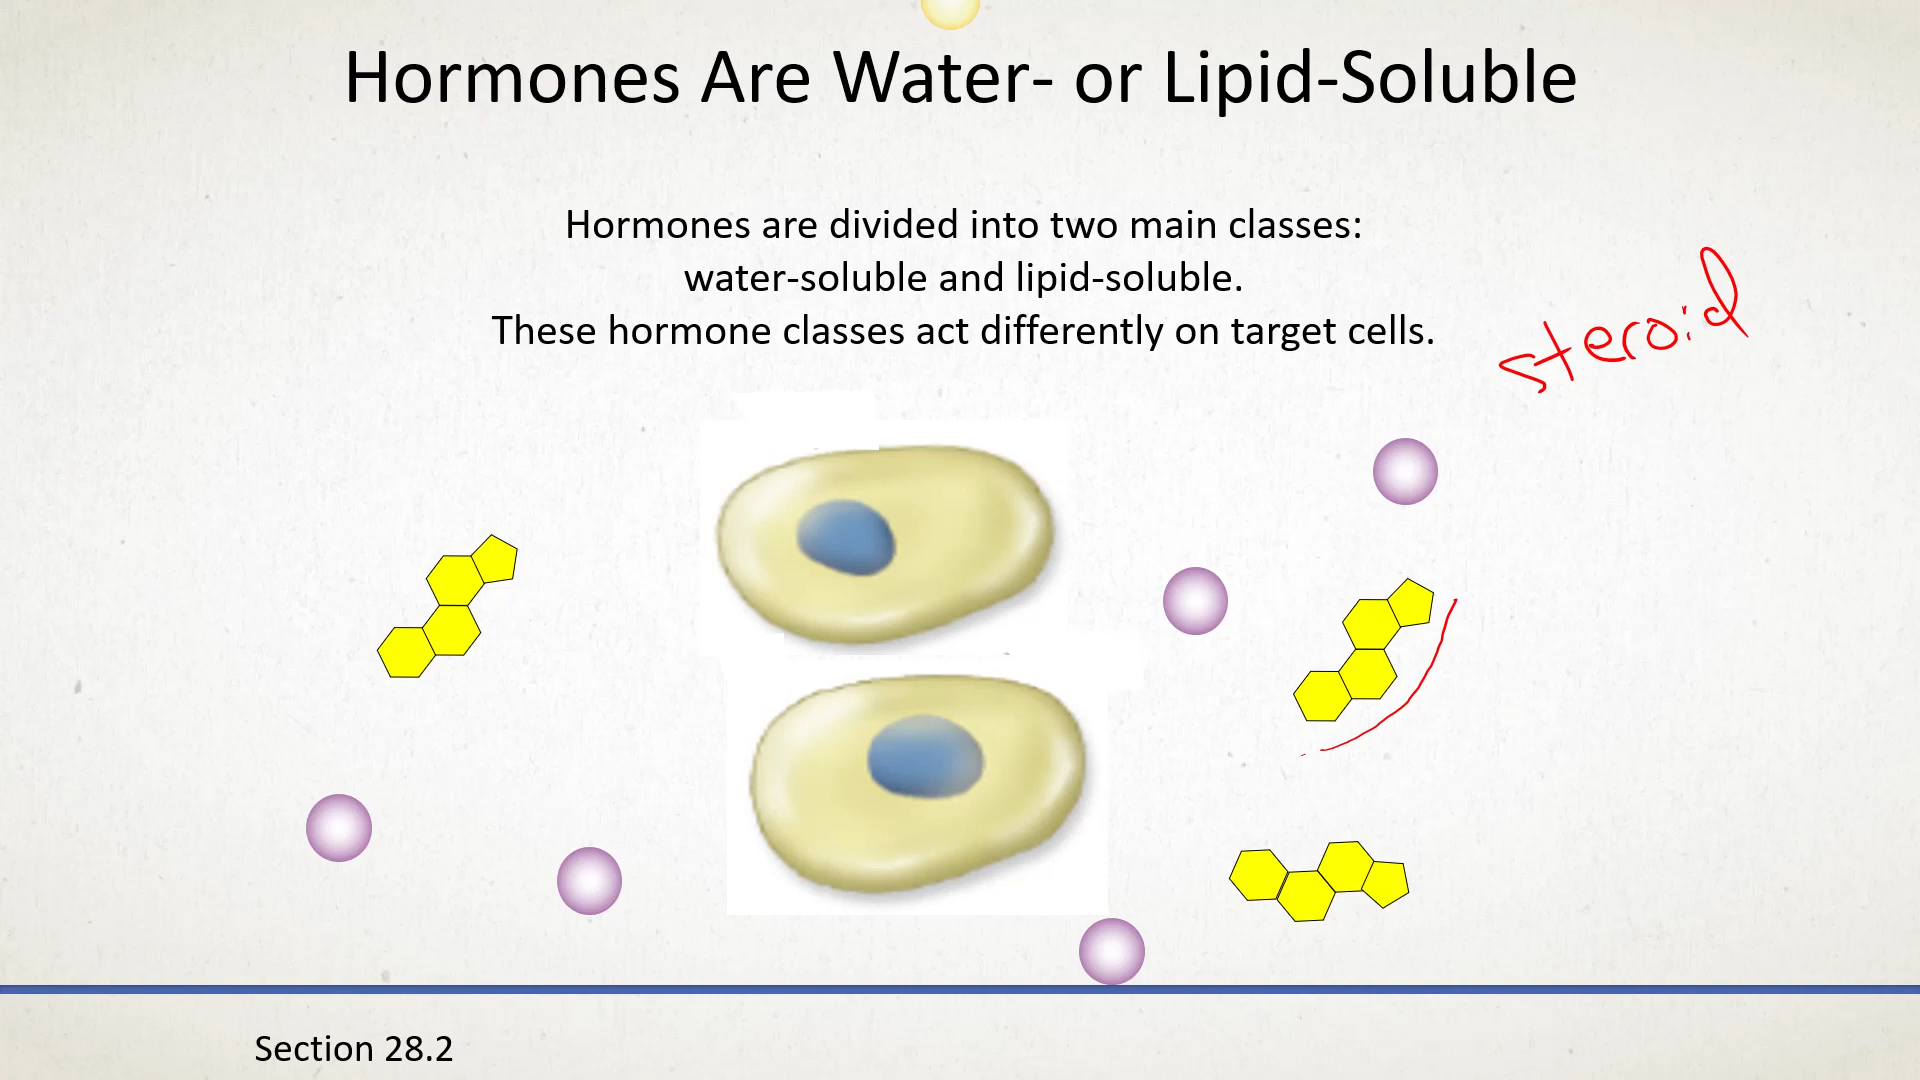 Hormones Are Water- or Lipid-Soluble
Hormones are divided into two main classes:
water-soluble and lipid-soluble.
These hormone classes act differently on target cells.
steroid
Section 28.2